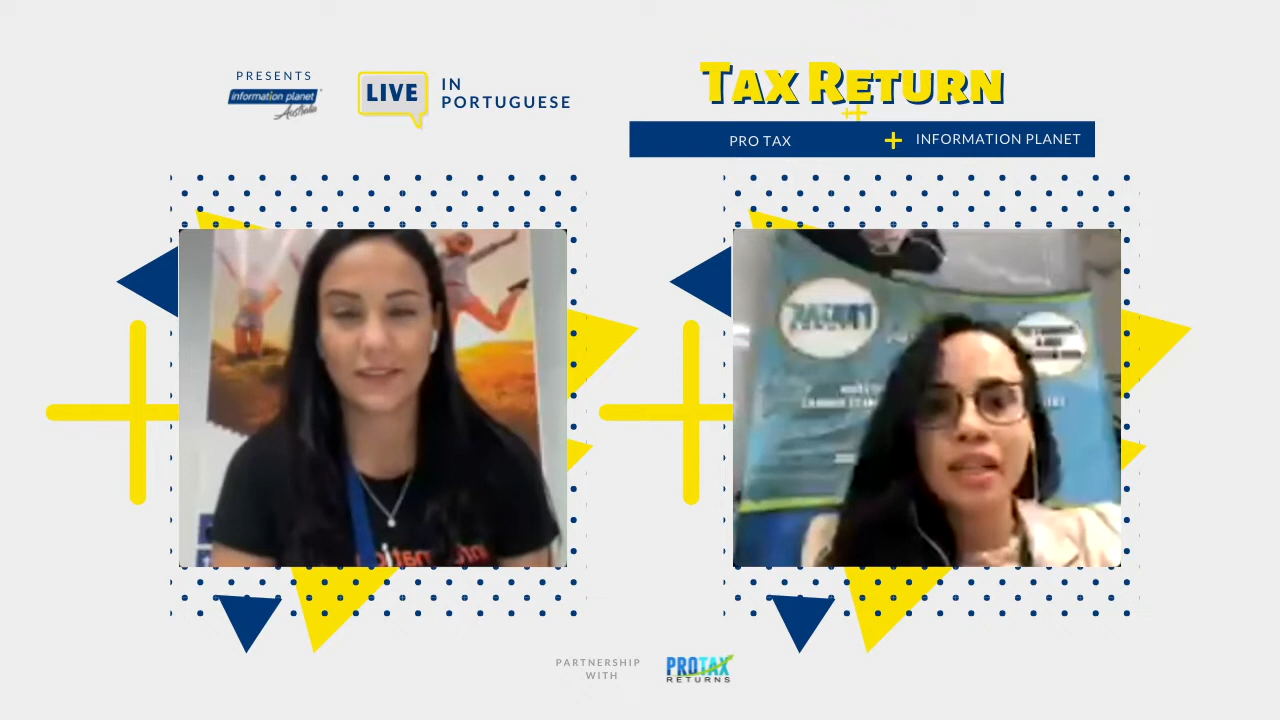 PRESENTS
information planet
Australia
LIVE
IN
PORTUGUESE
TAX RETURN
PRO TAX
+ INFORMATION PLANET
PARTNERSHIP
WITH
PROTAX
RETURNS